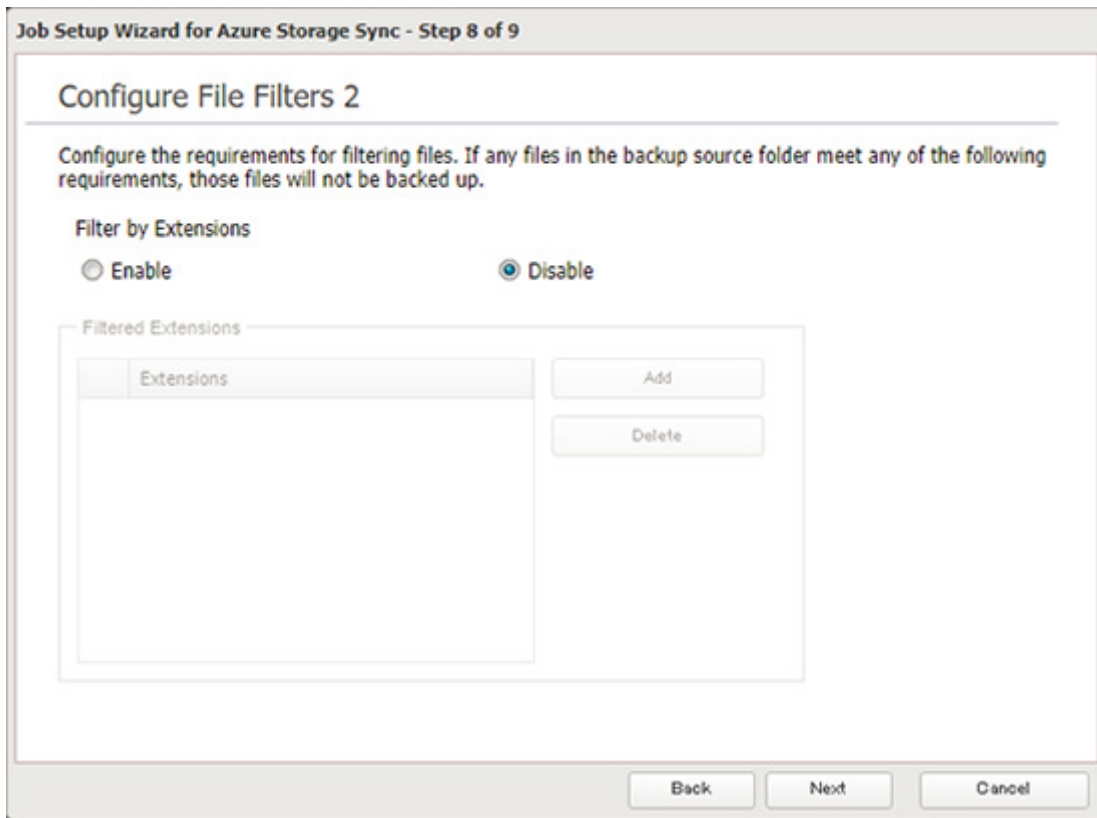 Job Setup Wizard for Azure Storage Sync - Step 8 of 9
Configure File Filters 2
Configure the requirements for filtering files. If any files in the backup source folder meet any of the following
requirements, those files will not be backed up.
Filter by Extensions
Enable Disable
Filtered Extensions
Extensions Add
Delete
Back Next Cancel